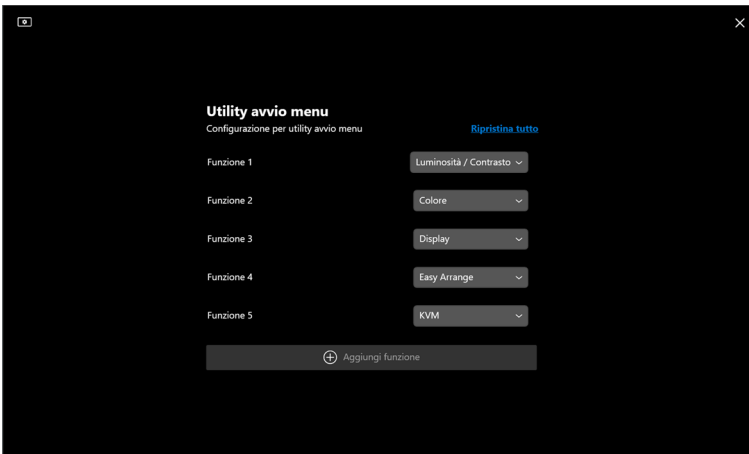 Utility avvio menu
Configurazione per utility avvio menu Ripristina tutto
Funzione 1 Luminosità / Contrasto
Funzione 2 Colore
Funzione 3 Display
Funzione 4 Easy Arrange
Funzione 5 KVM
Aggiungi funzione